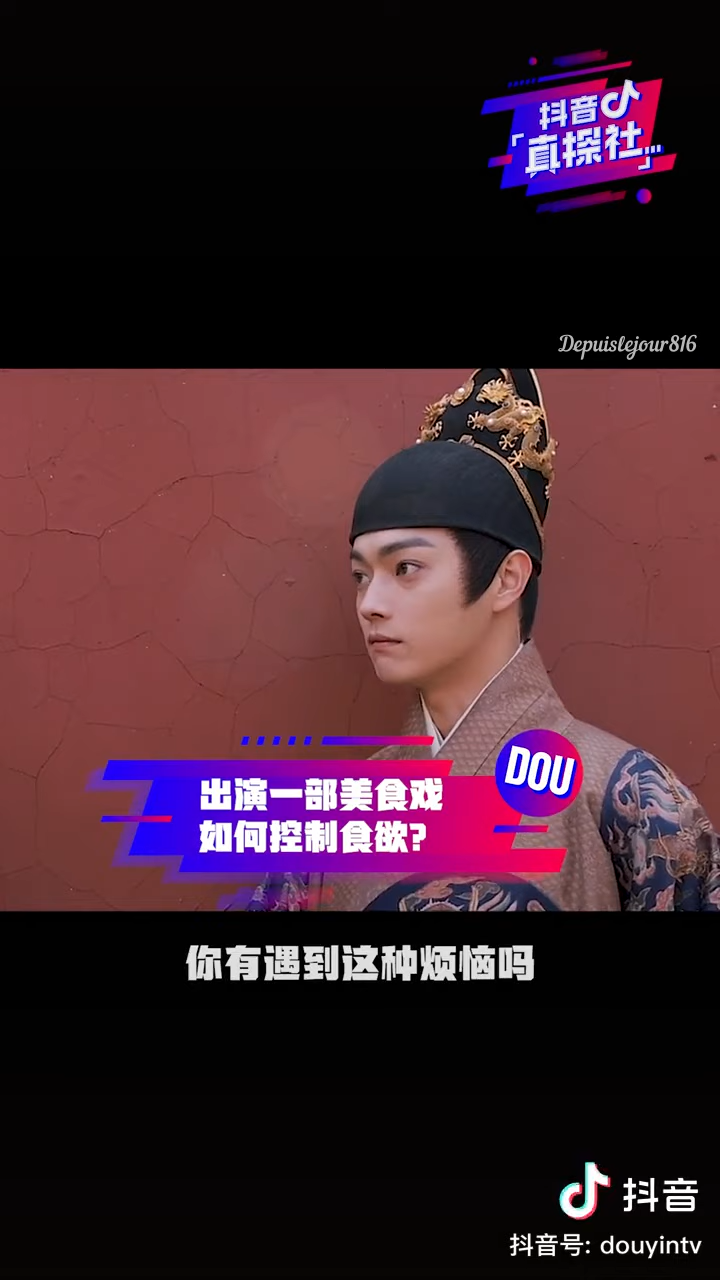 抖音
「真探社」
Depuislejour816
DOU
出演一部美食戏
如何控制食欲?
你有遇到这种烦恼吗
抖音
抖音号: douyintv